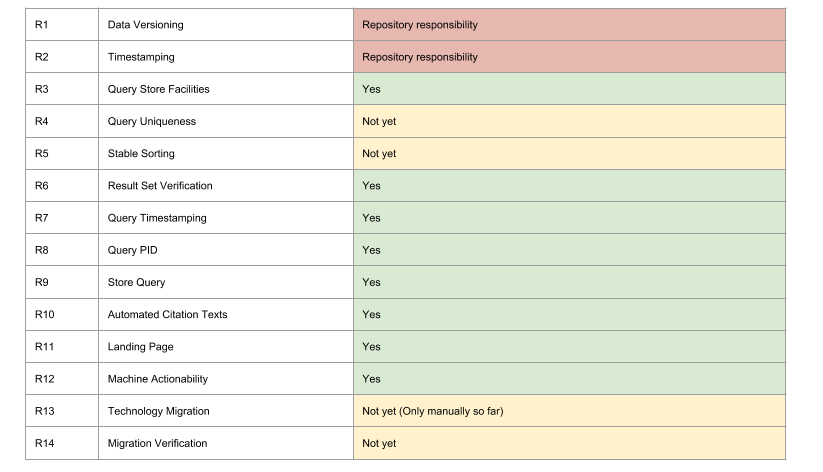 R1 Data Versioning Repository responsibility
R2 Timestamping Repository responsibility
R3 Query Store Facilities Yes
R4 Query Uniqueness Not yet
R5 Stable Sorting Not yet
R6 Result Set Verification Yes
R7 Query Timestamping Yes
R8 Query PID Yes
R9 Store Query Yes
R10 Automated Citation Texts Yes
R11 Landing Page Yes
R12 Machine Actionability Yes
R13 Technology Migration Not yet (Only manually so far)
R14 Migration Verification Not yet